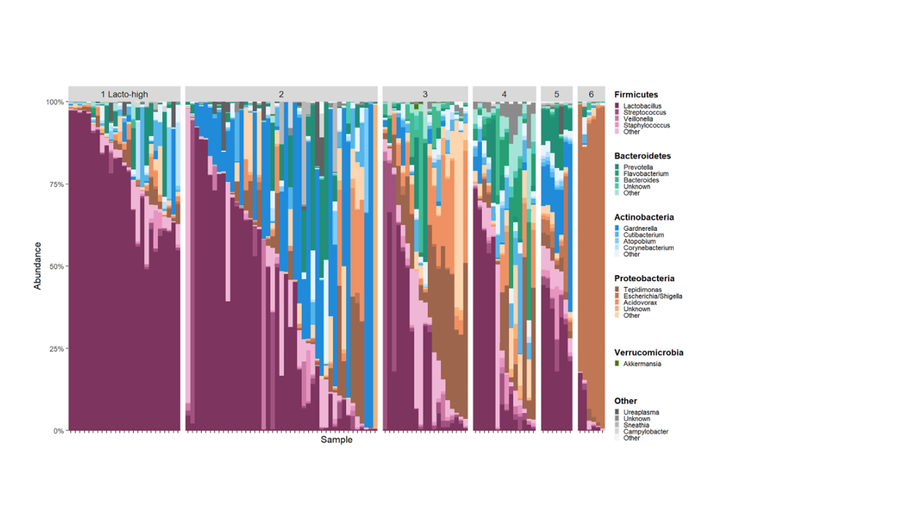 1 Lacto-high 2 3 4 5 6
100%
75%
50%
25%
0%
Abundance
Sample
Firmicutes
Lactobacillus
Streptococcus
Veillonella
Staphylococcus
Other
Bacteroidetes
Prevotella
Flavobacterium
Bacteroides
Unknown
Other
Actinobacteria
Gardnerella
Cutibacterium
Atopobium
Corynebacterium
Other
Proteobacteria
Tepidimonas
Escherichia/Shigella
Acidovorax
Unknown
Other
Verrucomicrobia
Akkermansia
Other
Ureaplasma
Unknown
Sneathia
Campylobacter
Other